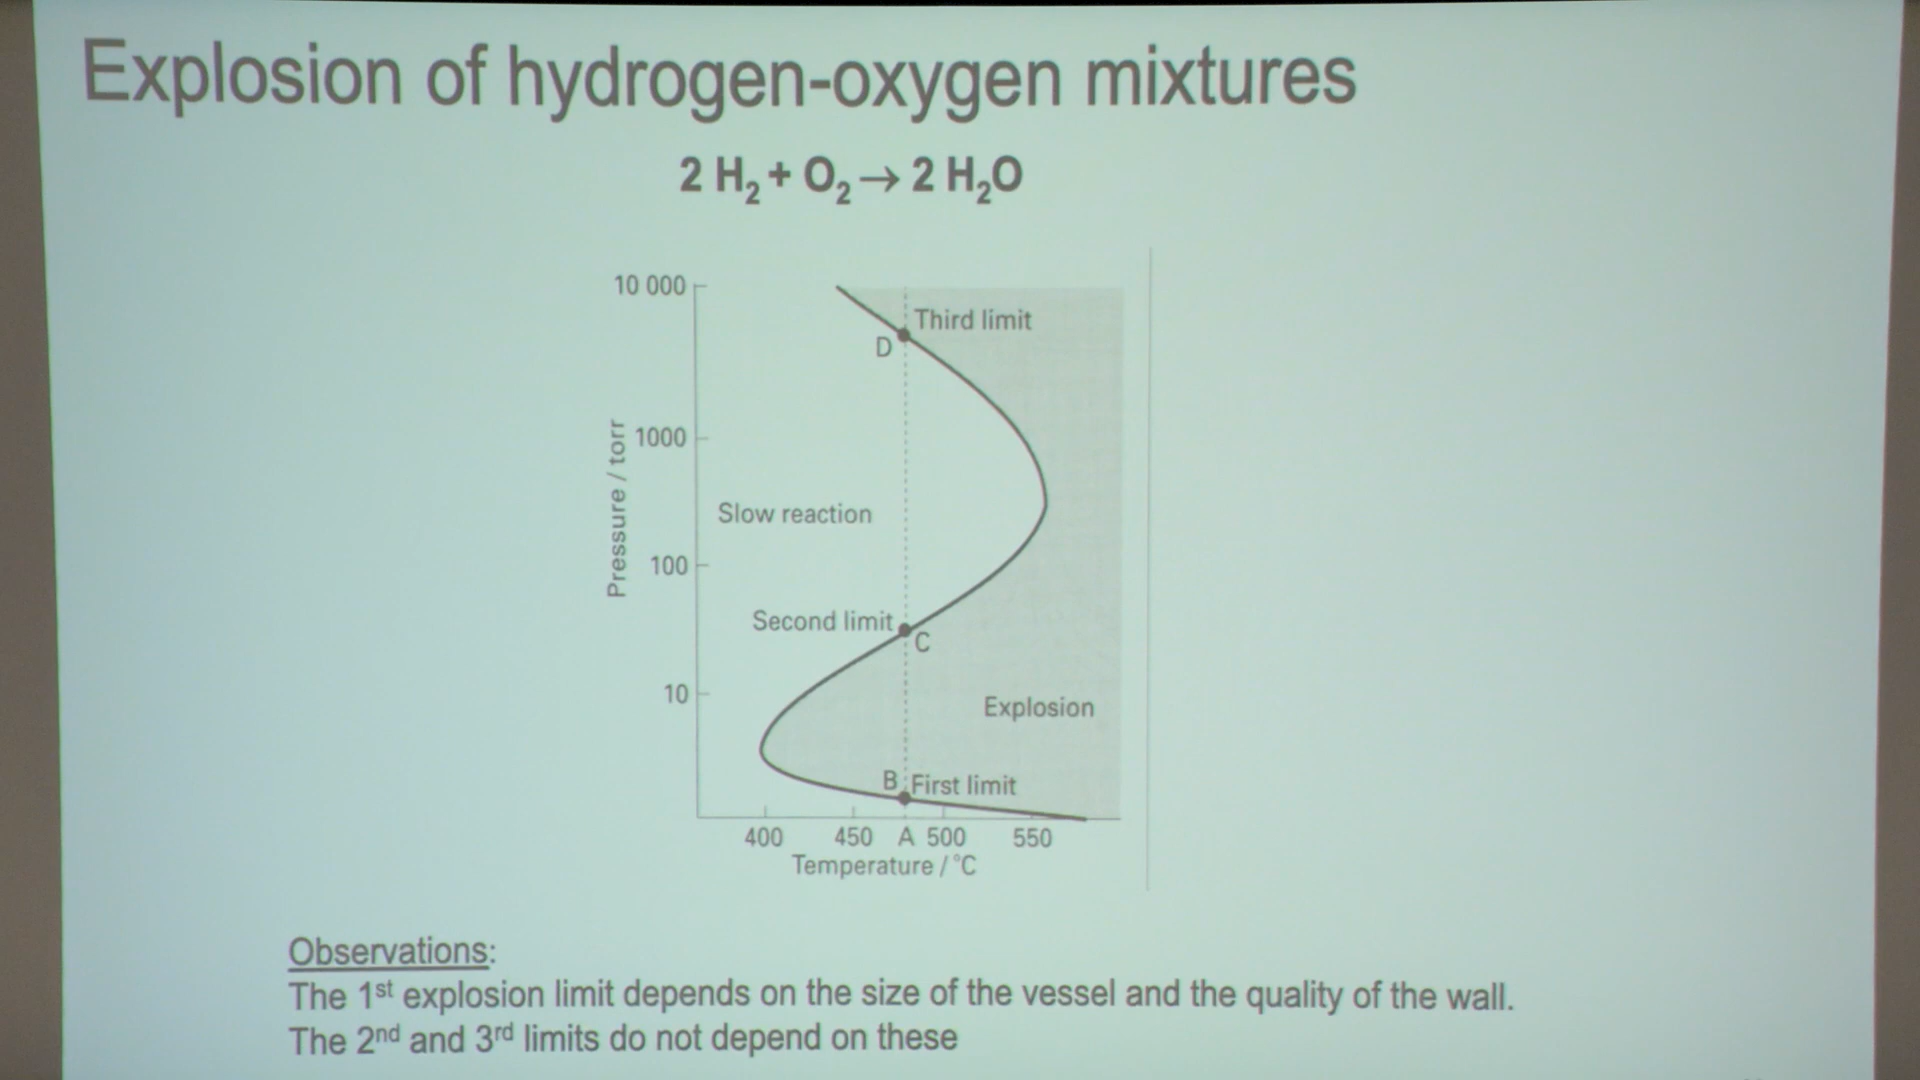 Explosion of hydrogen-oxygen mixtures
2 H₂ + O₂ → 2 H₂O
10 000
Third limit
D
1000
Pressure / torr
Slow reaction
100
Second limit
C
10
Explosion
B
First limit
400 450 A 500 550
Temperature / °C
Observations:
The 1st explosion limit depends on the size of the vessel and the quality of the wall.
The 2nd and 3rd limits do not depend on these